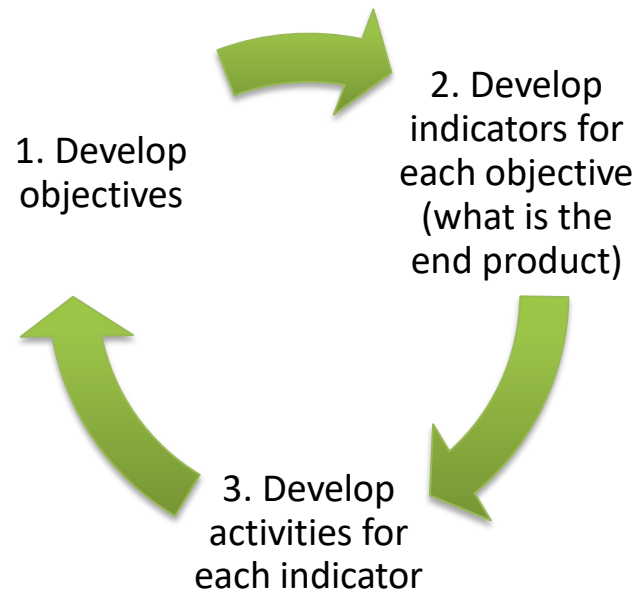 1. Develop
objectives
2. Develop
indicators for
each objective
(what is the
end product)
3. Develop
activities for
each indicator